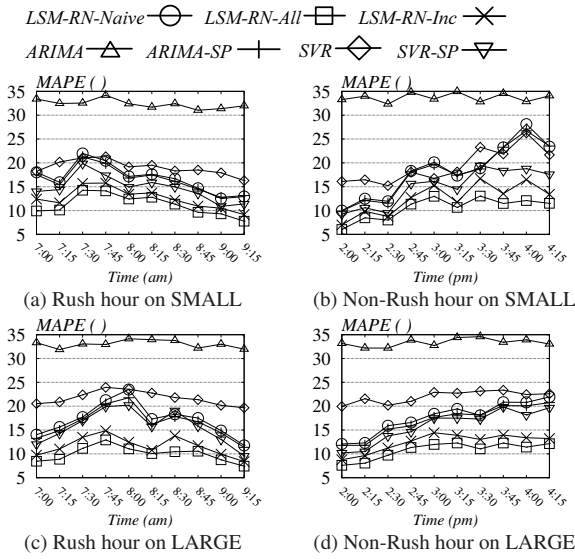 LSM-RN-Naive LSM-RN-All LSM-RN-Inc
ARIMA ARIMA-SP SVR SVR-SP
MAPE ( ) MAPE ( )
35 35
30 30
25 25
20 20
15 15
10 10
5 5
7:00 7:15 7:30 7:45 8:00 8:15 8:30 8:45 9:00 9:15 2:00 2:15 2:30 2:45 3:00 3:15 3:30 3:45 4:00 4:15
Time (am) Time (pm)
(a) Rush hour on SMALL (b) Non-Rush hour on SMALL
MAPE ( ) MAPE ( )
35 35
30 30
25 25
20 20
15 15
10 10
5 5
7:00 7:15 7:30 7:45 8:00 8:15 8:30 8:45 9:00 9:15 2:00 2:15 2:30 2:45 3:00 3:15 3:30 3:45 4:00 4:15
Time (am) Time (pm)
(c) Rush hour on LARGE (d) Non-Rush hour on LARGE